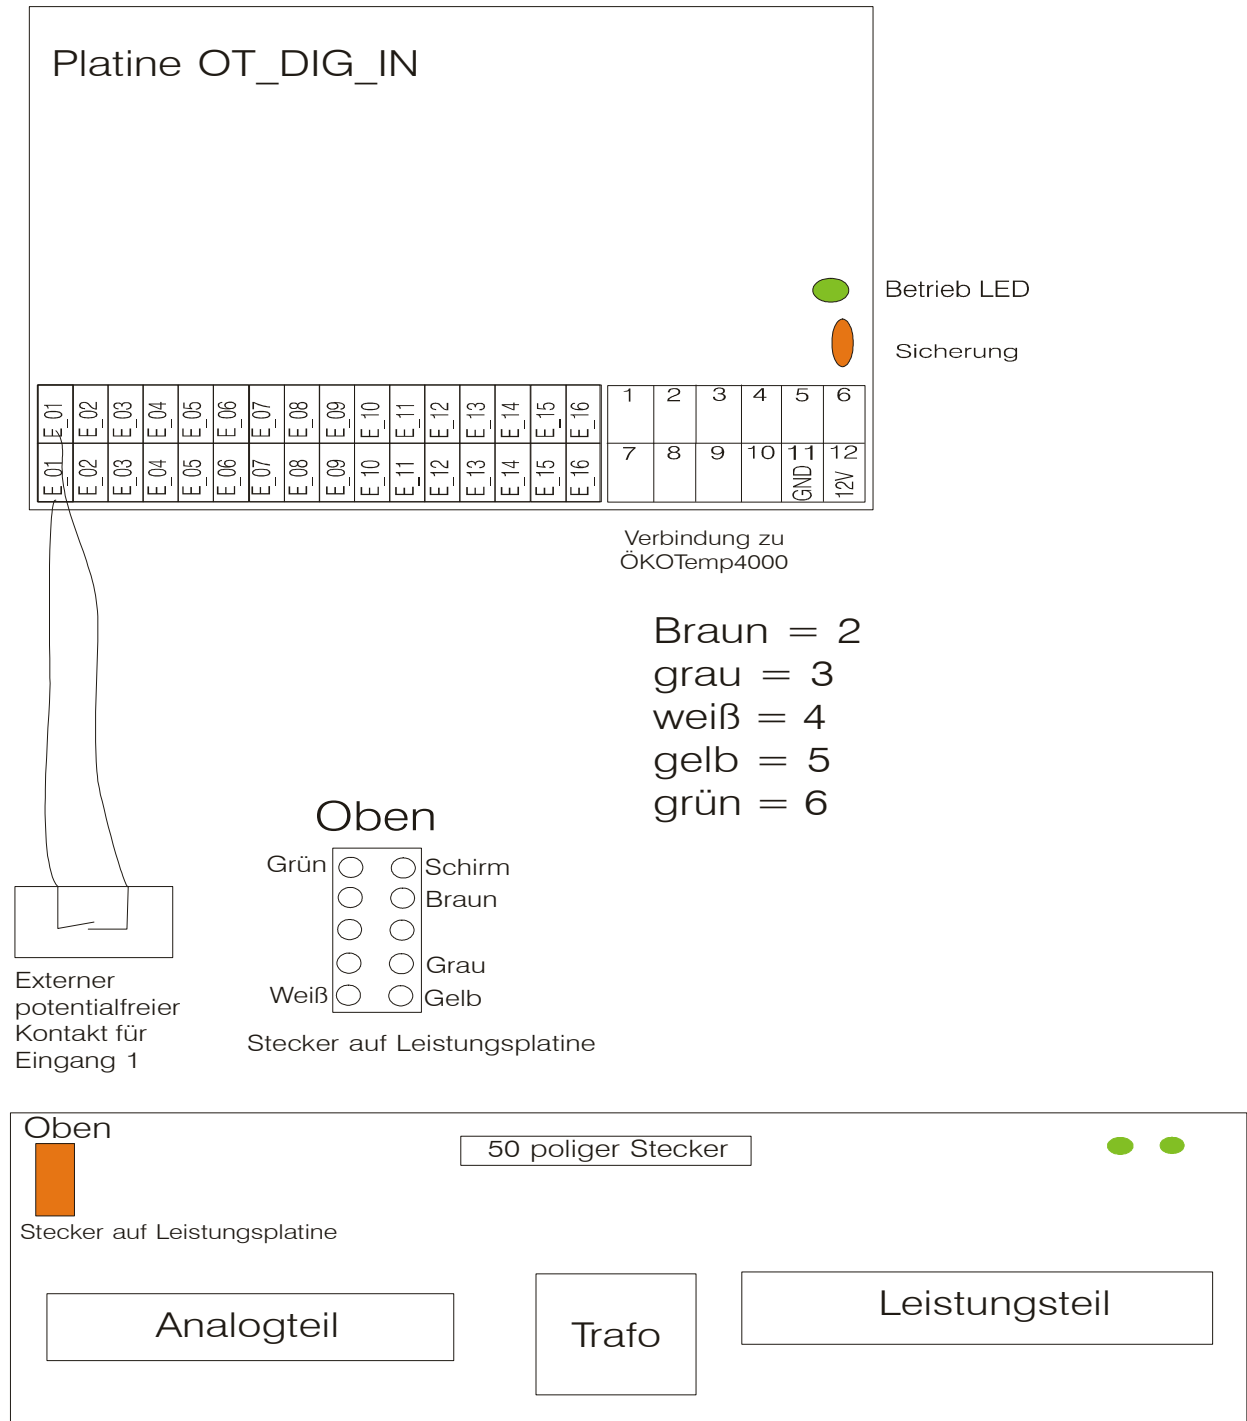 Platine OT_DIG_IN
Betrieb LED
Sicherung
E_01 E_02 E_03 E_04 E_05 E_06 E_07 E_08 E_09 E_10 E_11 E_12 E_13 E_14 E_15 E_16 1 2 3 4 5 6
E_01 E_02 E_03 E_04 E_05 E_06 E_07 E_08 E_09 E_10 E_11 E_12 E_13 E_14 E_15 E_16 7 8 9 10 11 12
GND 12V
Verbindung zu
ÖKOTemp4000
Braun = 2
grau = 3
weiß = 4
gelb = 5
grün = 6
Oben
Grün Schirm
Braun
Grau
Weiß Gelb
Stecker auf Leistungsplatine
Externer
potentialfreier
Kontakt für
Eingang 1
Oben
50 poliger Stecker
Stecker auf Leistungsplatine
Analogteil
Trafo
Leistungsteil